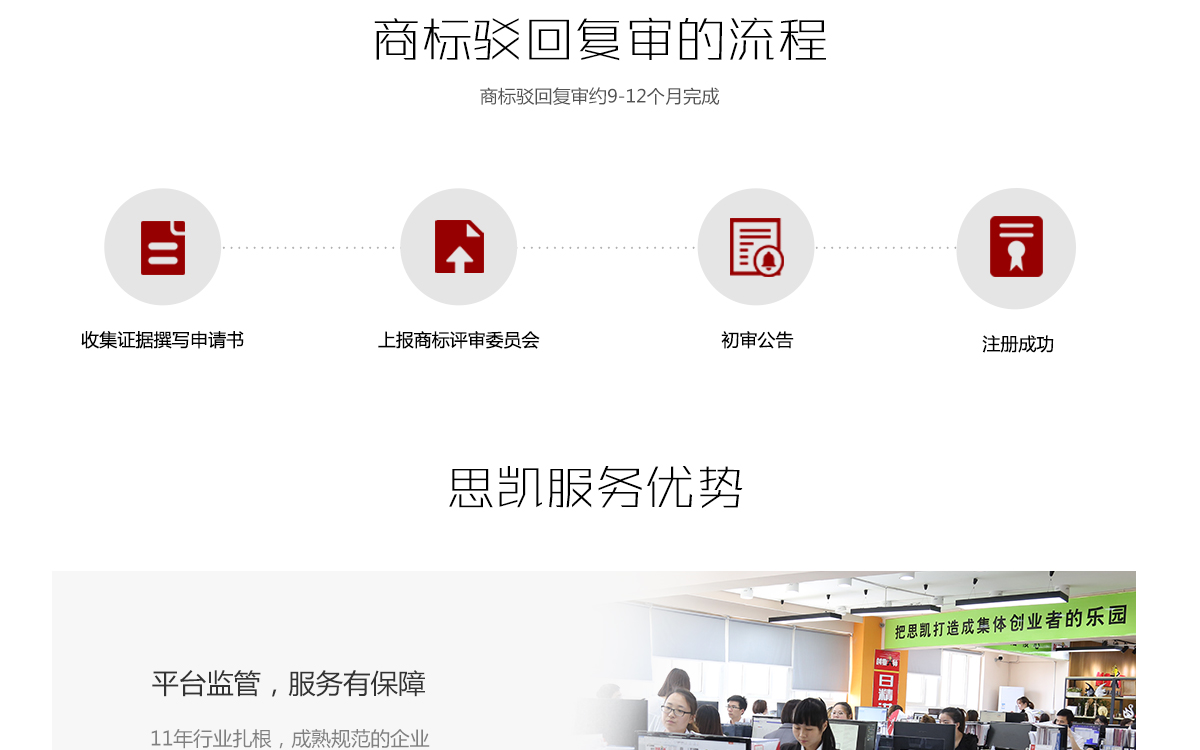 商标驳回复审的流程
商标驳回复审约9-12个月完成
收集证据撰写申请书
上报商标评审委员会
初审公告
注册成功
思凯服务优势
把思凯打造成集体创业者的乐园
平台监管，服务有保障
11年行业扎根，成熟规范的企业